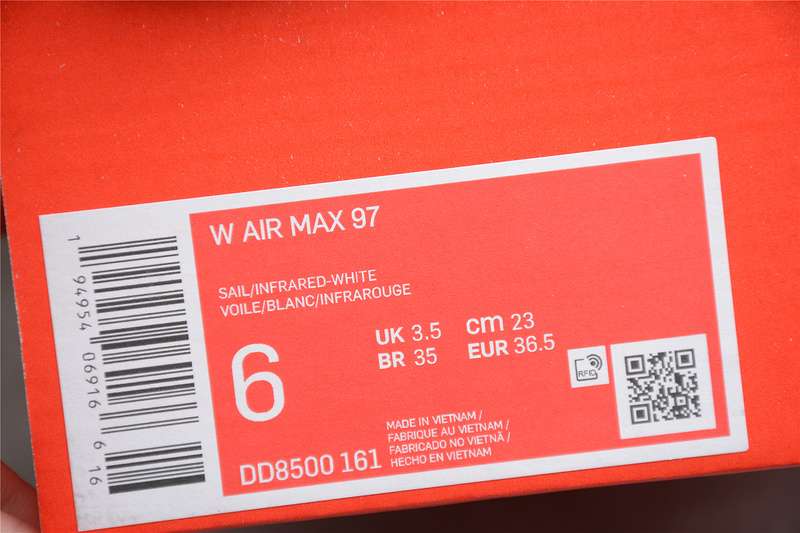 W AIR MAX 97
SAIL/INFRARED-WHITE
VOILE/BLANC/INFRAROUGE
6
UK 3.5 cm 23
BR 35 EUR 36.5
RFID
MADE IN VIETNAM /
FABRIQUE AU VIETNAM /
FABRICADO NO VIETNÃ /
HECHO EN VIETNAM
DD8500 161
1 94954 06916 6 16